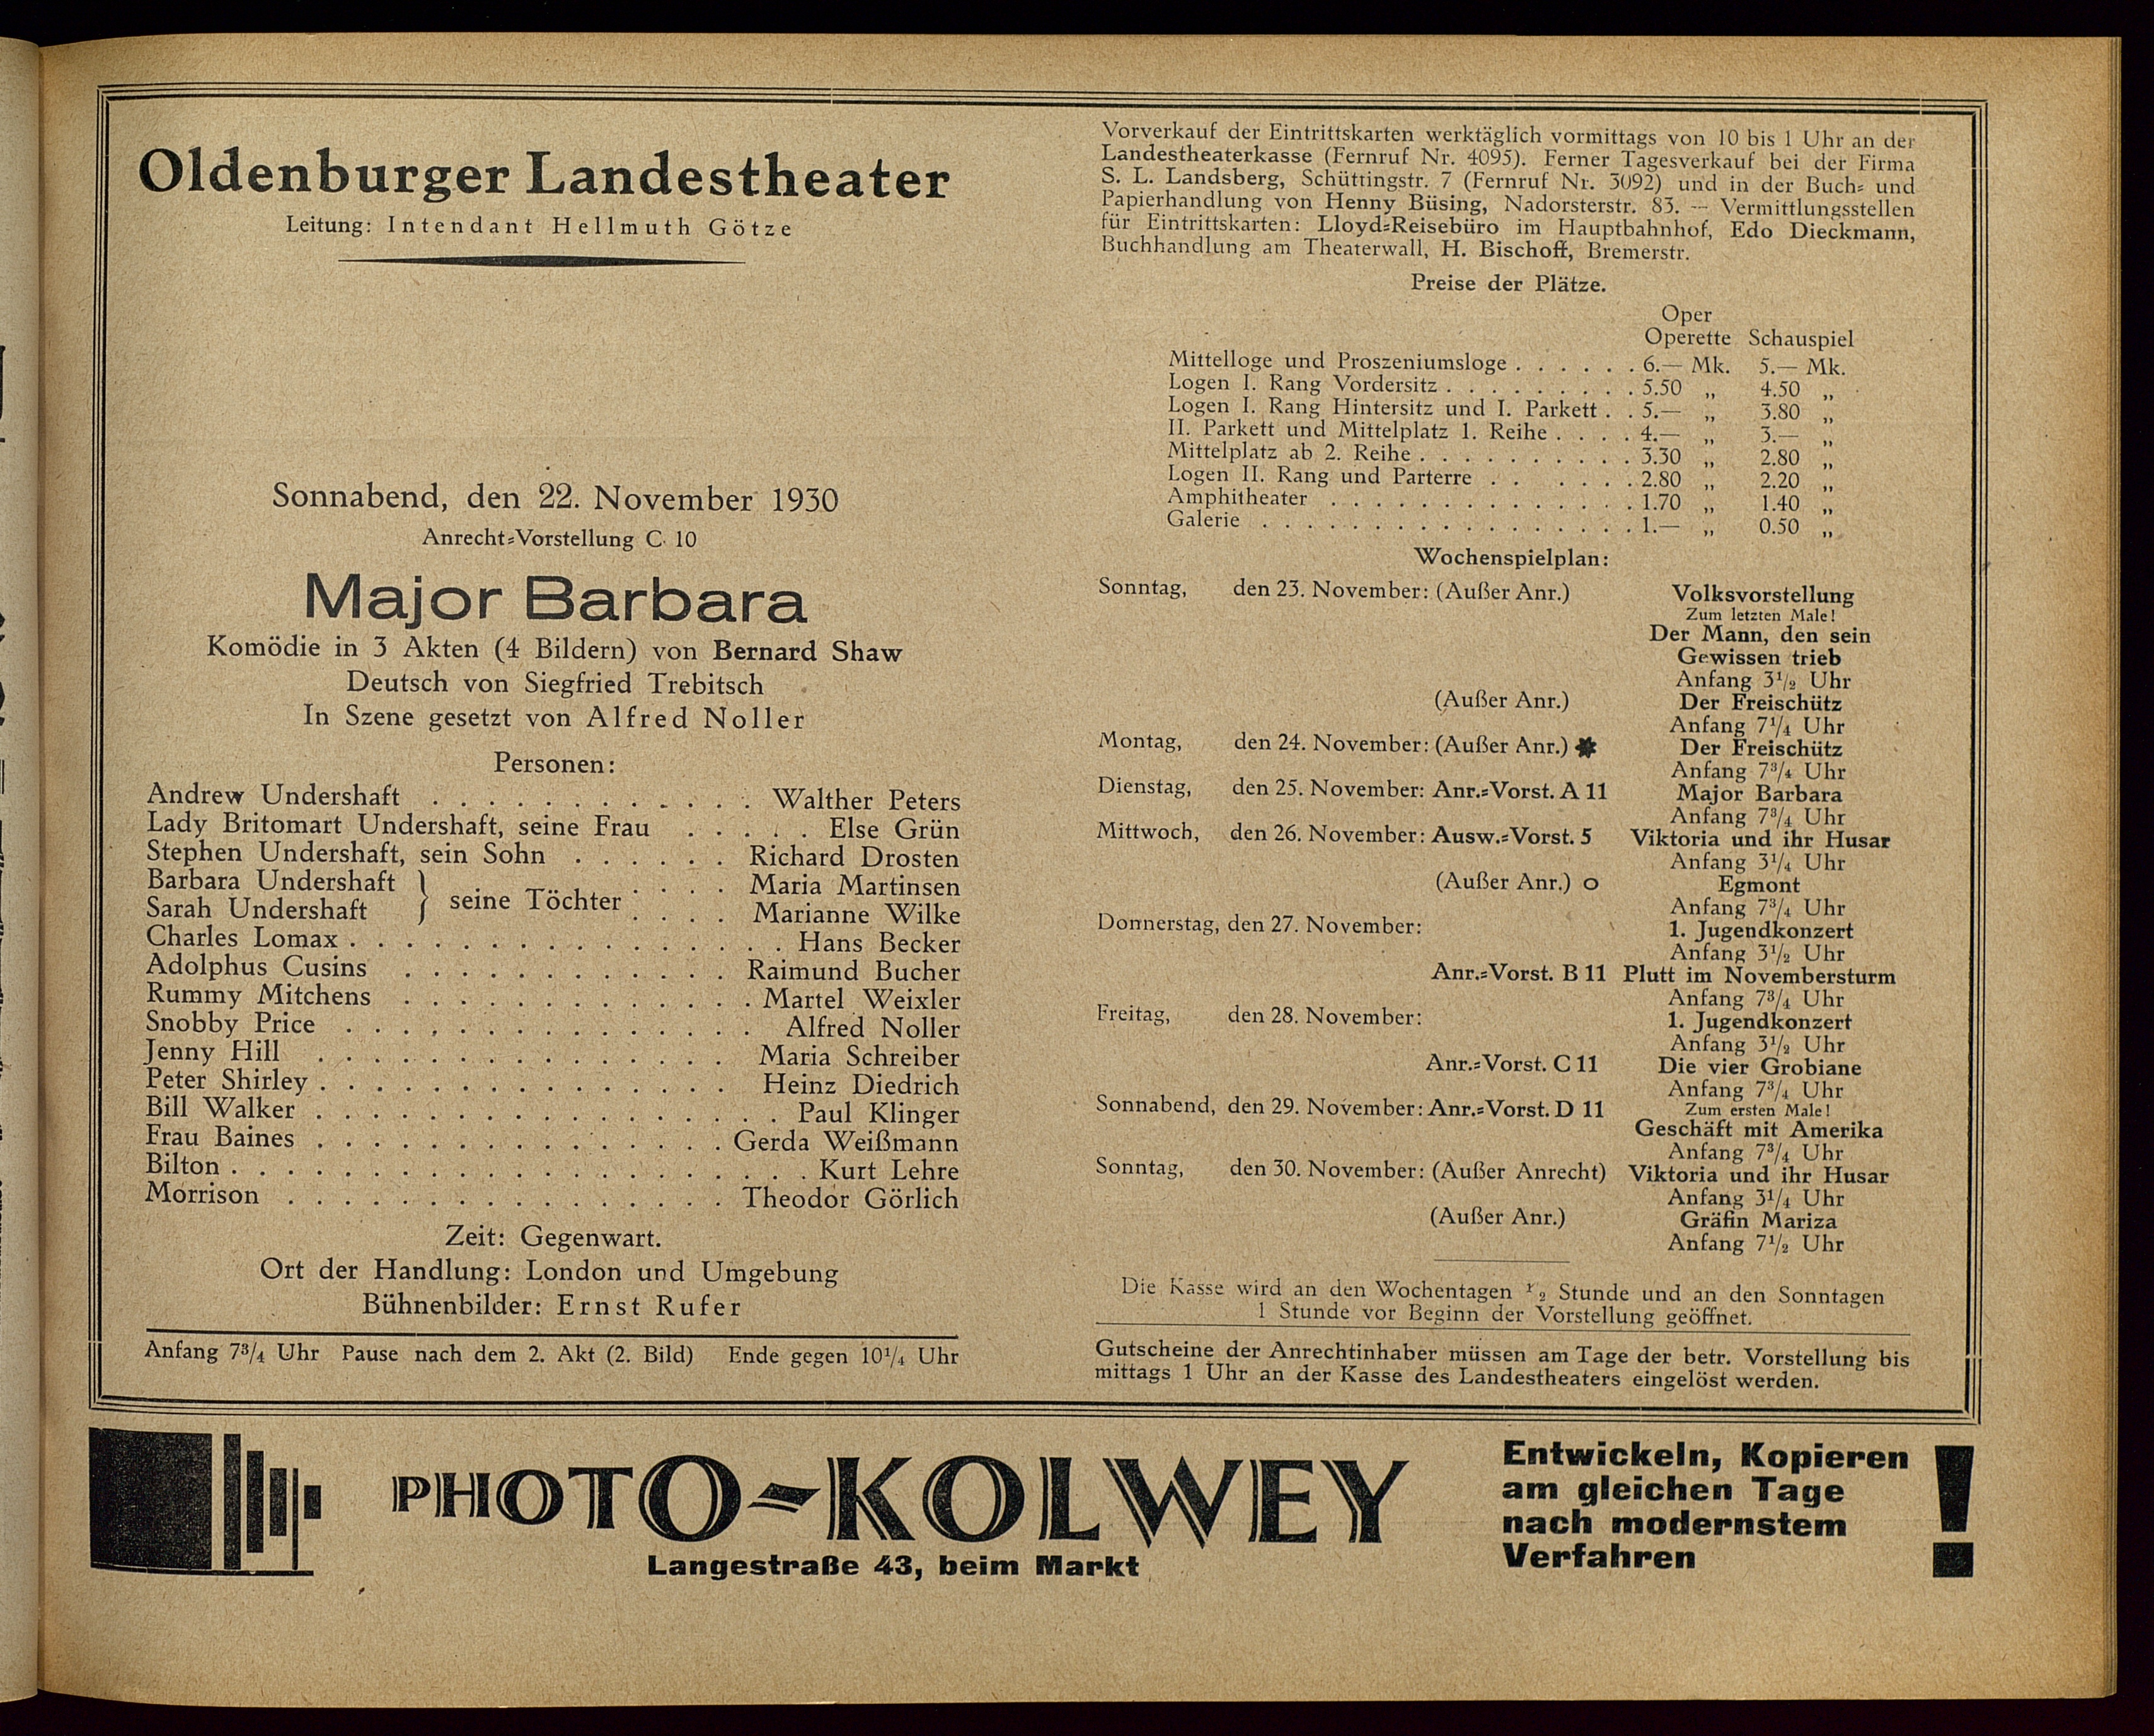 Oldenburger Landestheater
Leitung: Intendant Hellmuth Götze
Sonnabend, den 22. November 1930
Anrecht=Vorstellung C 10
Major Barbara
Komödie in 3 Akten (4 Bildern) von Bernard Shaw
Deutsch von Siegfried Trebitsch
In Szene gesetzt von Alfred Noller
Personen:
Andrew Undershaft . . . . . . . . . . . . Walther Peters
Lady Britomart Undershaft, seine Frau . . . . . Else Grün
Stephen Undershaft, sein Sohn . . . . . . Richard Drosten
Barbara Undershaft } seine Töchter . . . . Maria Martinsen
Sarah Undershaft . . . . Marianne Wilke
Charles Lomax . . . . . . . . . . . . . . . . Hans Becker
Adolphus Cusins . . . . . . . . . . . . Raimund Bucher
Rummy Mitchens . . . . . . . . . . . . . Martel Weixler
Snobby Price . . . . . . . . . . . . . . . Alfred Noller
Jenny Hill . . . . . . . . . . . . . . . Maria Schreiber
Peter Shirley . . . . . . . . . . . . . . . Heinz Diedrich
Bill Walker . . . . . . . . . . . . . . . . . Paul Klinger
Frau Baines . . . . . . . . . . . . . . . Gerda Weißmann
Bilton . . . . . . . . . . . . . . . . . . . . . Kurt Lehre
Morrison . . . . . . . . . . . . . . . . Theodor Görlich
Zeit: Gegenwart.
Ort der Handlung: London und Umgebung
Bühnenbilder: Ernst Rufer
Anfang 7³/₄ Uhr Pause nach dem 2. Akt (2. Bild) Ende gegen 10¹/₄ Uhr
Vorverkauf der Eintrittskarten werktäglich vormittags von 10 bis 1 Uhr an der
Landestheaterkasse (Fernruf Nr. 4095). Ferner Tagesverkauf bei der Firma
S. L. Landsberg, Schüttingstr. 7 (Fernruf Nr. 3092) und in der Buch= und
Papierhandlung von Henny Büsing, Nadorsterstr. 83. — Vermittlungsstellen
für Eintrittskarten: Lloyd=Reisebüro im Hauptbahnhof, Edo Dieckmann,
Buchhandlung am Theaterwall, H. Bischoff, Bremerstr.
Preise der Plätze.
Oper
Operette Schauspiel
Mittelloge und Proszeniumsloge . . . . . . 6.— Mk. 5.— Mk.
Logen I. Rang Vordersitz . . . . . . . . . 5.50 „ 4.50 „
Logen I. Rang Hintersitz und I. Parkett . . 5.— „ 3.80 „
II. Parkett und Mittelplatz 1. Reihe . . . . 4.— „ 3.— „
Mittelplatz ab 2. Reihe . . . . . . . . . . 3.30 „ 2.80 „
Logen II. Rang und Parterre . . . . . . 2.80 „ 2.20 „
Amphitheater . . . . . . . . . . . . . . 1.70 „ 1.40 „
Galerie . . . . . . . . . . . . . . . . . 1.— „ 0.50 „
Wochenspielplan:
Sonntag, den 23. November: (Außer Anr.) Volksvorstellung
Zum letzten Male!
Der Mann, den sein
Gewissen trieb
Anfang 3¹/₂ Uhr
(Außer Anr.) Der Freischütz
Anfang 7¹/₄ Uhr
Montag, den 24. November: (Außer Anr.) ✱ Der Freischütz
Anfang 7³/₄ Uhr
Dienstag, den 25. November: Anr.=Vorst. A 11 Major Barbara
Anfang 7³/₄ Uhr
Mittwoch, den 26. November: Ausw.=Vorst. 5 Viktoria und ihr Husar
Anfang 3¹/₄ Uhr
(Außer Anr.) o Egmont
Anfang 7³/₄ Uhr
Donnerstag, den 27. November: 1. Jugendkonzert
Anfang 3¹/₂ Uhr
Anr.=Vorst. B 11 Plutt im Novembersturm
Anfang 7³/₄ Uhr
Freitag, den 28. November: 1. Jugendkonzert
Anfang 3¹/₂ Uhr
Anr.=Vorst. C 11 Die vier Grobiane
Anfang 7³/₄ Uhr
Sonnabend, den 29. November: Anr.=Vorst. D 11 Zum ersten Male!
Geschäft mit Amerika
Anfang 7³/₄ Uhr
Sonntag, den 30. November: (Außer Anrecht) Viktoria und ihr Husar
Anfang 3¹/₄ Uhr
(Außer Anr.) Gräfin Mariza
Anfang 7¹/₂ Uhr
Die Kasse wird an den Wochentagen ¹/₂ Stunde und an den Sonntagen
1 Stunde vor Beginn der Vorstellung geöffnet.
Gutscheine der Anrechtinhaber müssen am Tage der betr. Vorstellung bis
mittags 1 Uhr an der Kasse des Landestheaters eingelöst werden.
PHOTO-KOLWEY
Langestraße 43, beim Markt
Entwickeln, Kopieren
am gleichen Tage
nach modernstem
Verfahren !